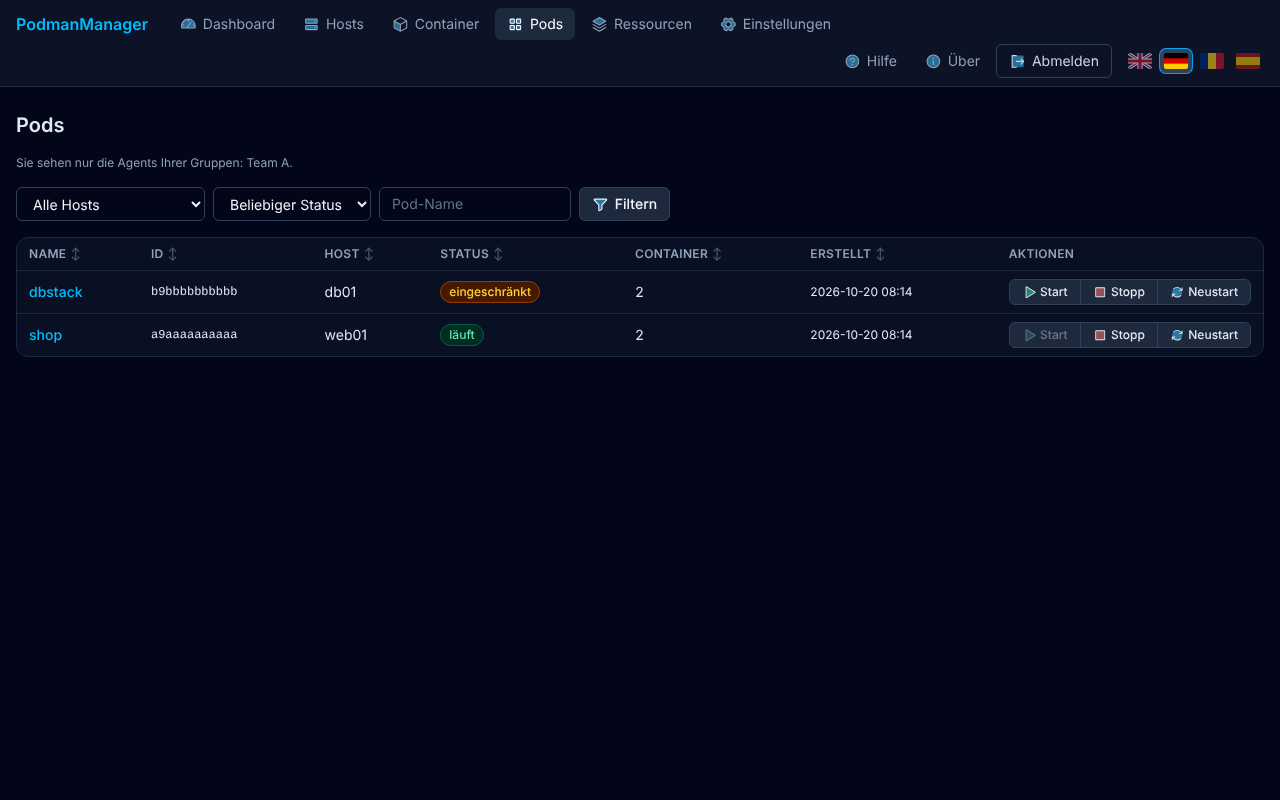 PodmanManager Dashboard Hosts Container Pods Ressourcen Einstellungen
Hilfe Über Abmelden
Pods
Sie sehen nur die Agents Ihrer Gruppen: Team A.
Alle Hosts Beliebiger Status Pod-Name Filtern
NAME ID HOST STATUS CONTAINER ERSTELLT AKTIONEN
dbstack b9bbbbbbbbbb db01 eingeschränkt 2 2026-10-20 08:14 Start Stopp Neustart
shop a9aaaaaaaaaa web01 läuft 2 2026-10-20 08:14 Start Stopp Neustart